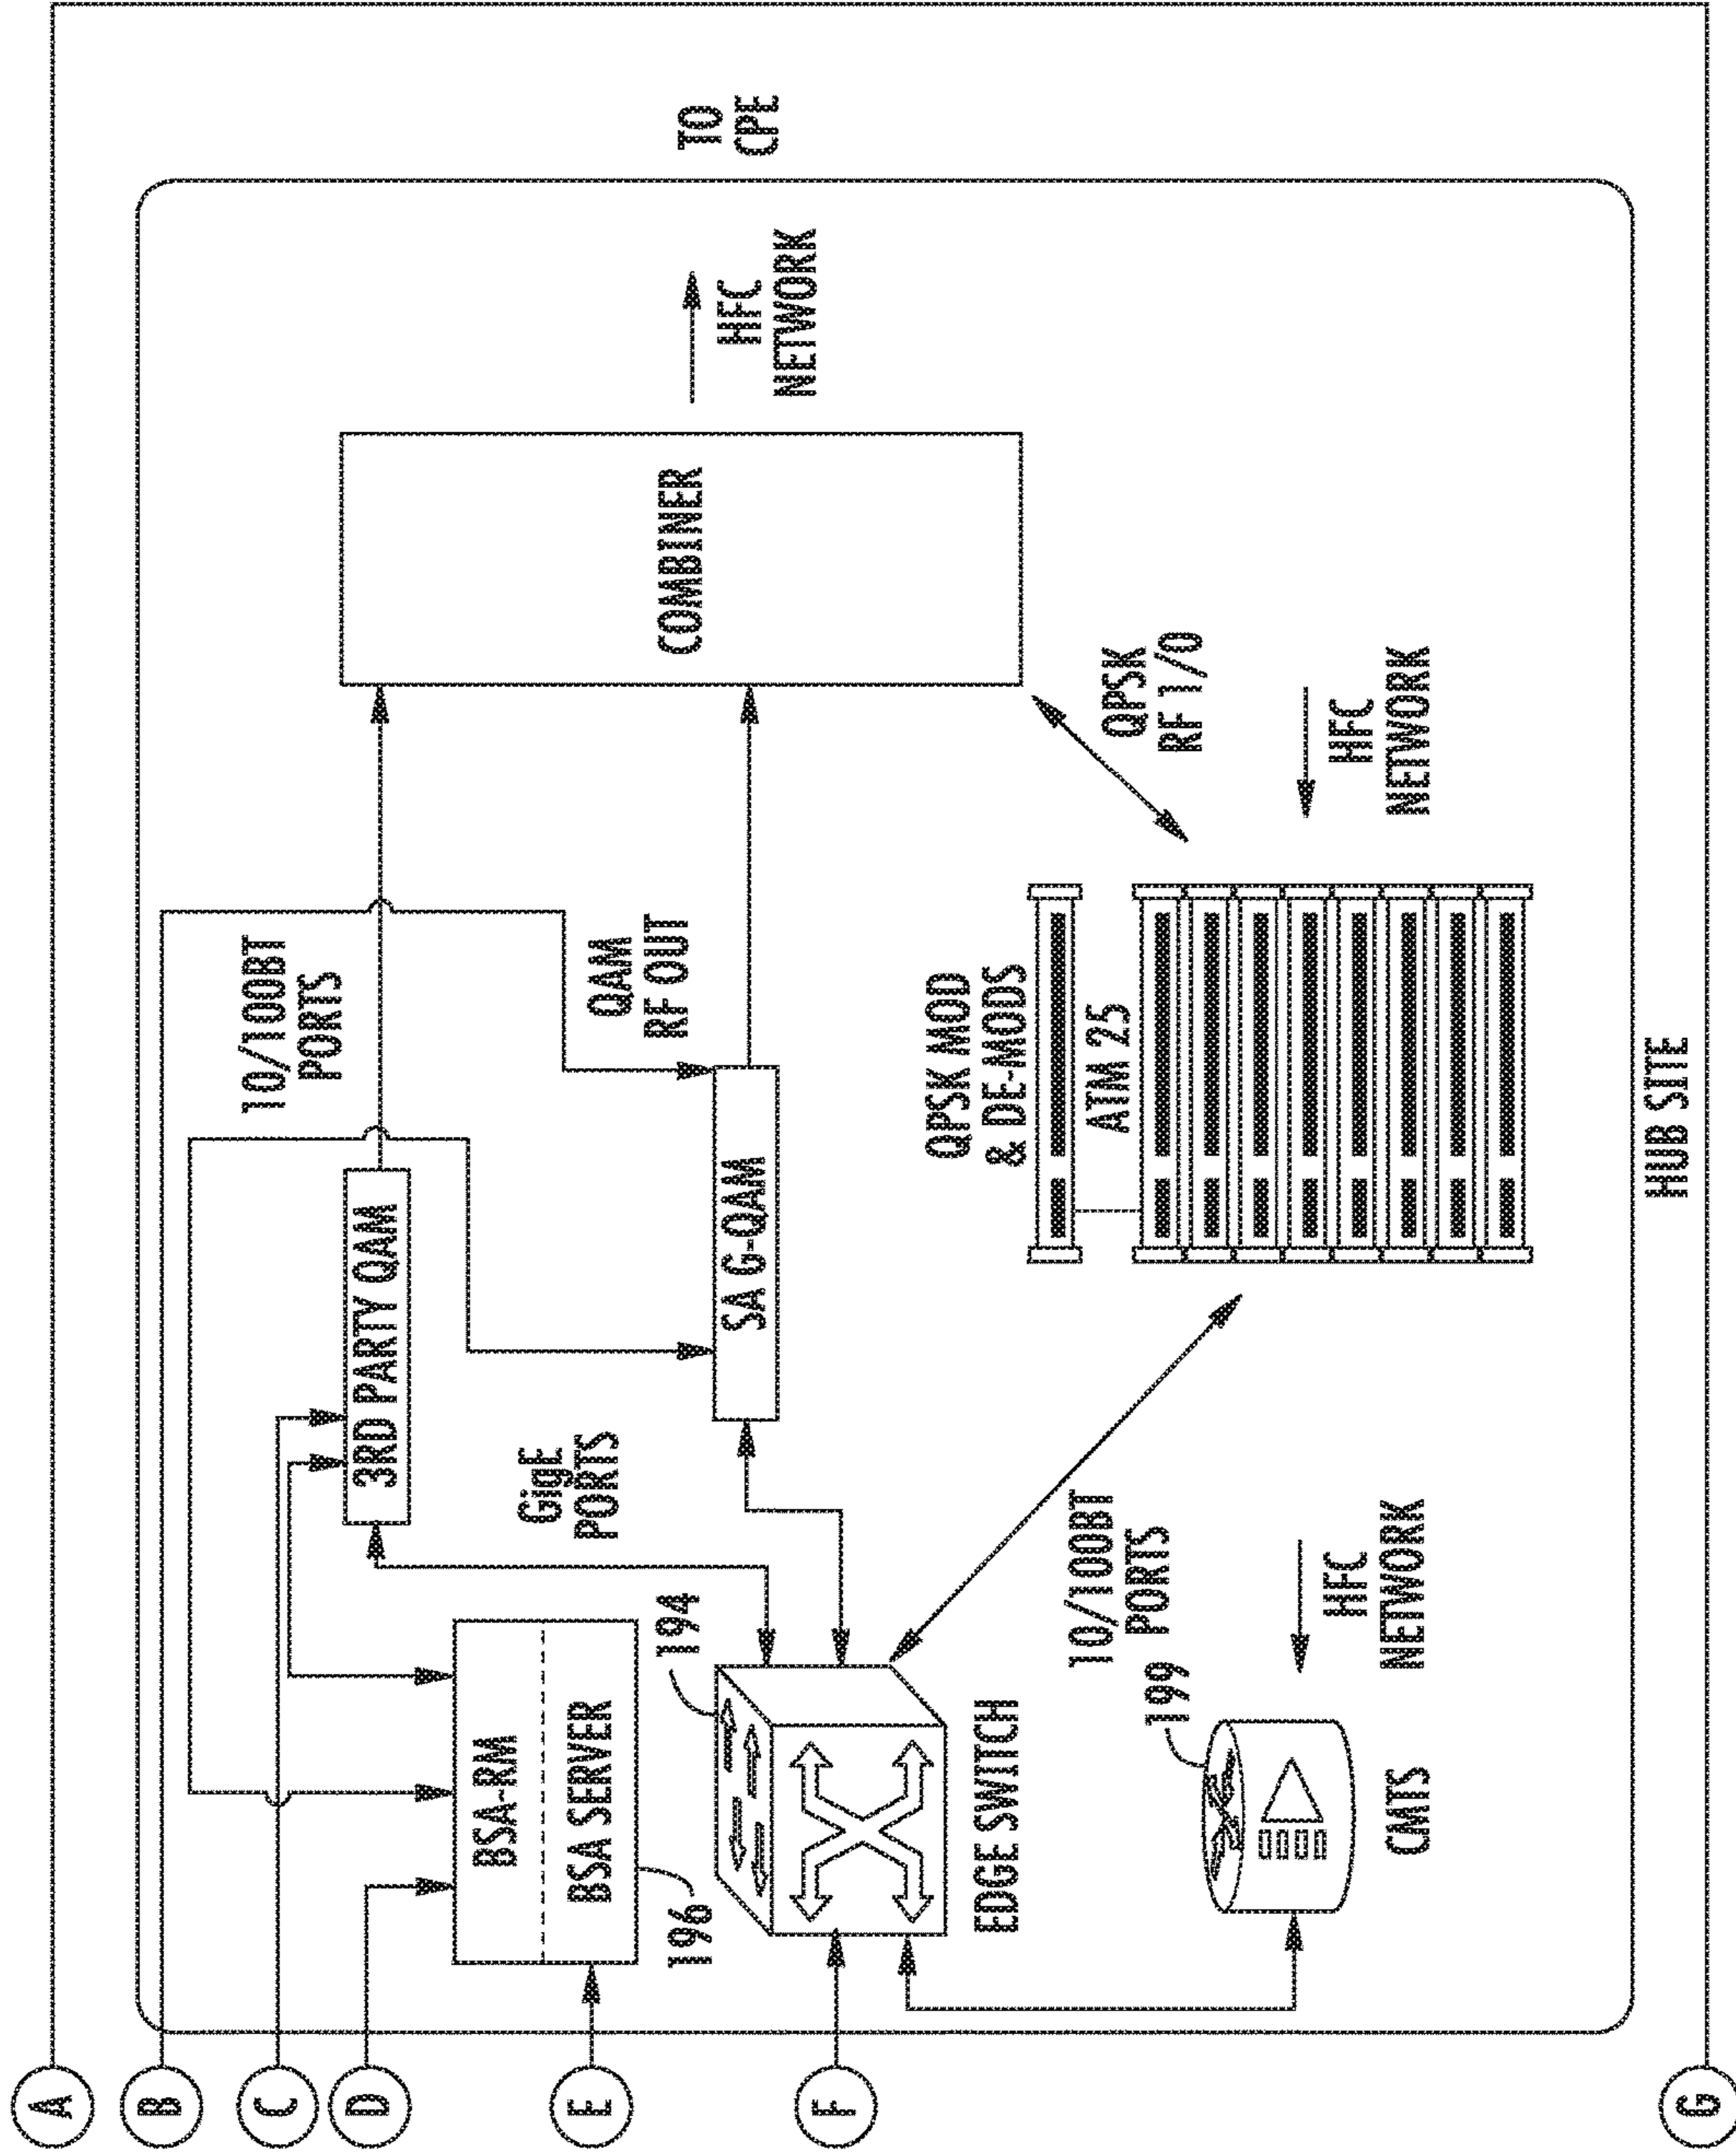 A
B
C
D
E
F
G
10/100BT
PORTS
3RD PARTY QAM
BSA-RM
BSA SERVER
196
GigE
PORTS
194
QAM
RF OUT
SA G-QAM
COMBINER
HFC
NETWORK
TO
CPE
EDGE SWITCH
QPSK MOD
& DE-MODS
ATM 25
QPSK
RF 1/0
10/100BT
PORTS
199
CMTS
HFC
NETWORK
HFC
NETWORK
HUB SITE